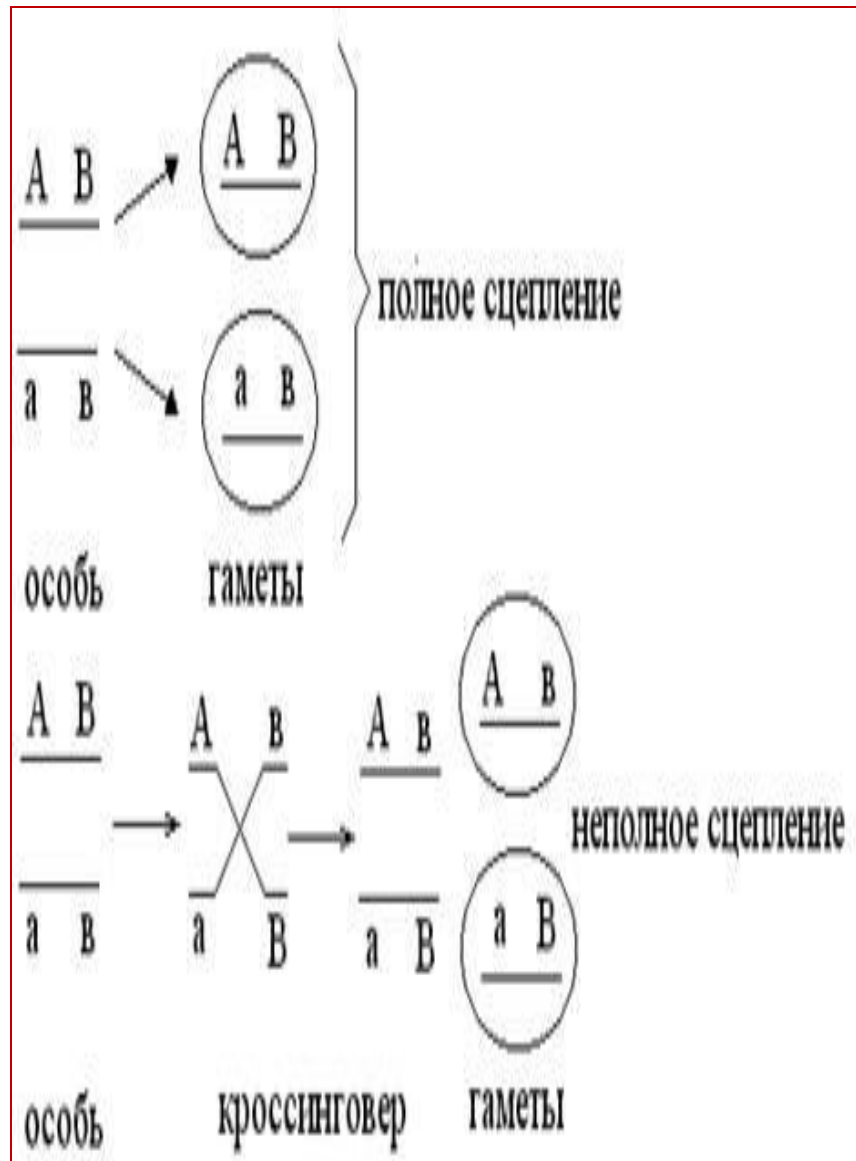 А В
А В
полное сцепление
а в
а в
особь гаметы
А В А в А в А в
неполное сцепление
а в а В а В а В
особь кроссинговер гаметы